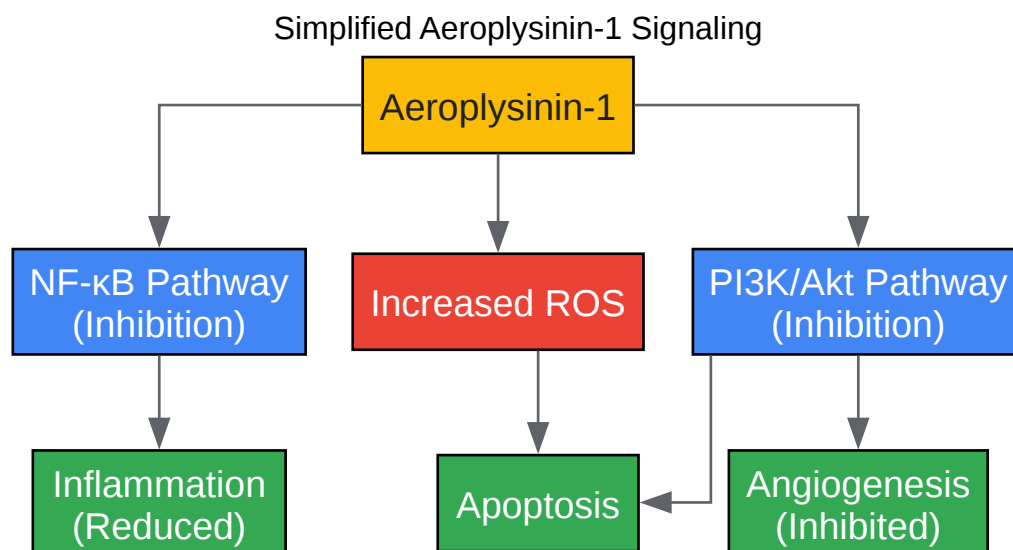 Simplified Aeroplysinin-1 Signaling
Aeroplysinin-1
NF-κB Pathway
(Inhibition)
Increased ROS
PI3K/Akt Pathway
(Inhibition)
Inflammation
(Reduced)
Apoptosis
Angiogenesis
(Inhibited)